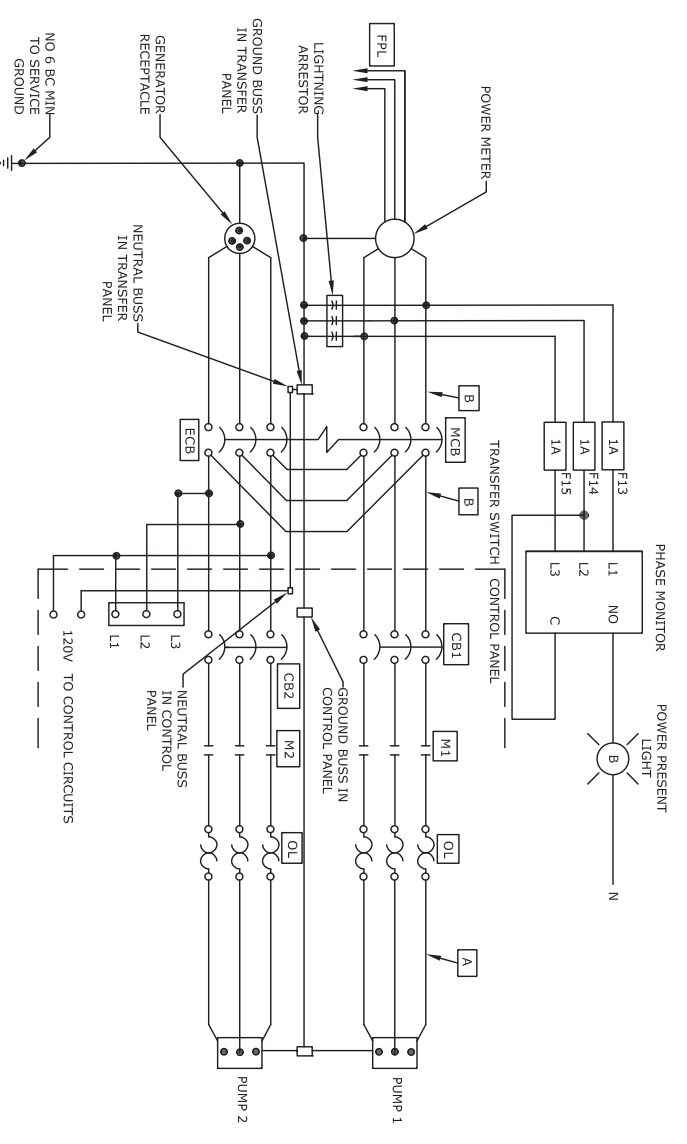 FPL
POWER METER
LIGHTNING
ARRESTOR
GROUND BUSS
IN TRANSFER
PANEL
GENERATOR
RECEPTACLE
NO 6 BC MIN
TO SERVICE
GROUND
NEUTRAL BUSS
IN TRANSFER
PANEL
B
MCB
ECB
B
TRANSFER SWITCH
CONTROL PANEL
1A
F13
1A
F14
1A
F15
PHASE MONITOR
L1
NO
L2
L3
C
POWER PRESENT
LIGHT
B
N
CB1
CB2
L3
L2
L1
120V TO CONTROL CIRCUITS
GROUND BUSS IN
CONTROL PANEL
NEUTRAL BUSS
IN CONTROL
PANEL
M1
M2
OL
OL
A
PUMP 1
PUMP 2